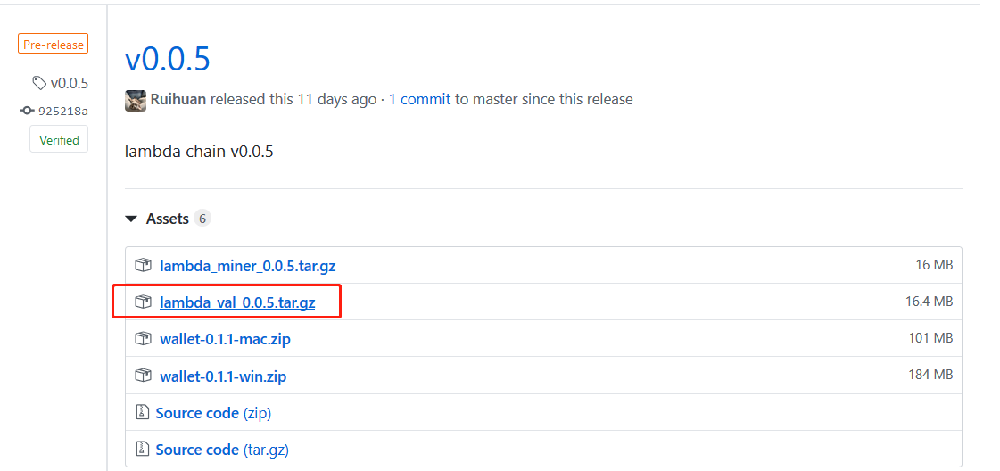 Pre-release
v0.0.5
925218a
Verified
v0.0.5
Ruihuan released this 11 days ago · 1 commit to master since this release
lambda chain v0.0.5
Assets 6
lambda_miner_0.0.5.tar.gz 16 MB
lambda_val_0.0.5.tar.gz 16.4 MB
wallet-0.1.1-mac.zip 101 MB
wallet-0.1.1-win.zip 184 MB
Source code (zip)
Source code (tar.gz)